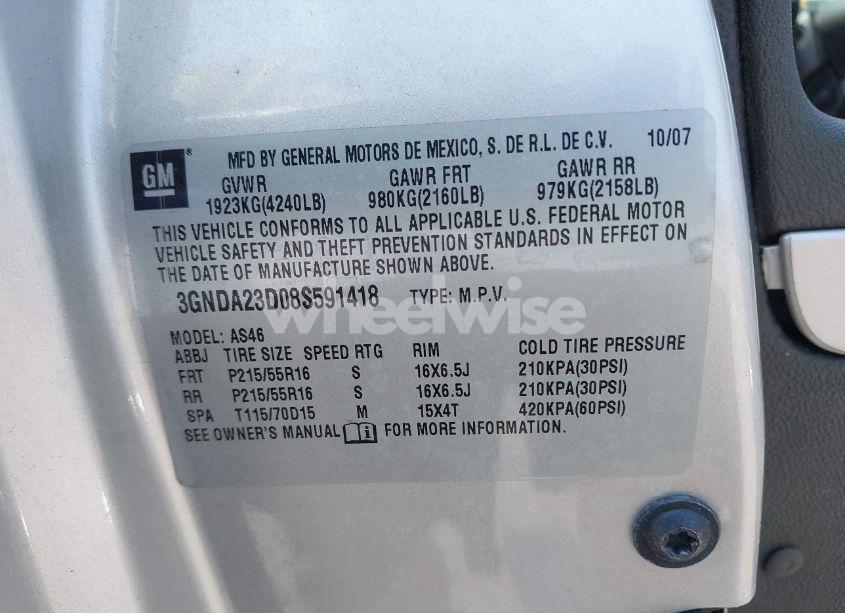 GM
MFD BY GENERAL MOTORS DE MEXICO, S. DE R.L. DE C.V. 10/07
GVWR GAWR FRT GAWR RR
1923KG(4240LB) 980KG(2160LB) 979KG(2158LB)
THIS VEHICLE CONFORMS TO ALL APPLICABLE U.S. FEDERAL MOTOR
VEHICLE SAFETY AND THEFT PREVENTION STANDARDS IN EFFECT ON
THE DATE OF MANUFACTURE SHOWN ABOVE.
3GNDA23D08S591418 TYPE: M.P.V.
wheelwise
MODEL: AS46
ABBJ TIRE SIZE SPEED RTG RIM COLD TIRE PRESSURE
FRT P215/55R16 S 16X6.5J 210KPA(30PSI)
RR P215/55R16 S 16X6.5J 210KPA(30PSI)
SPA T115/70D15 M 15X4T 420KPA(60PSI)
SEE OWNER'S MANUAL FOR MORE INFORMATION.